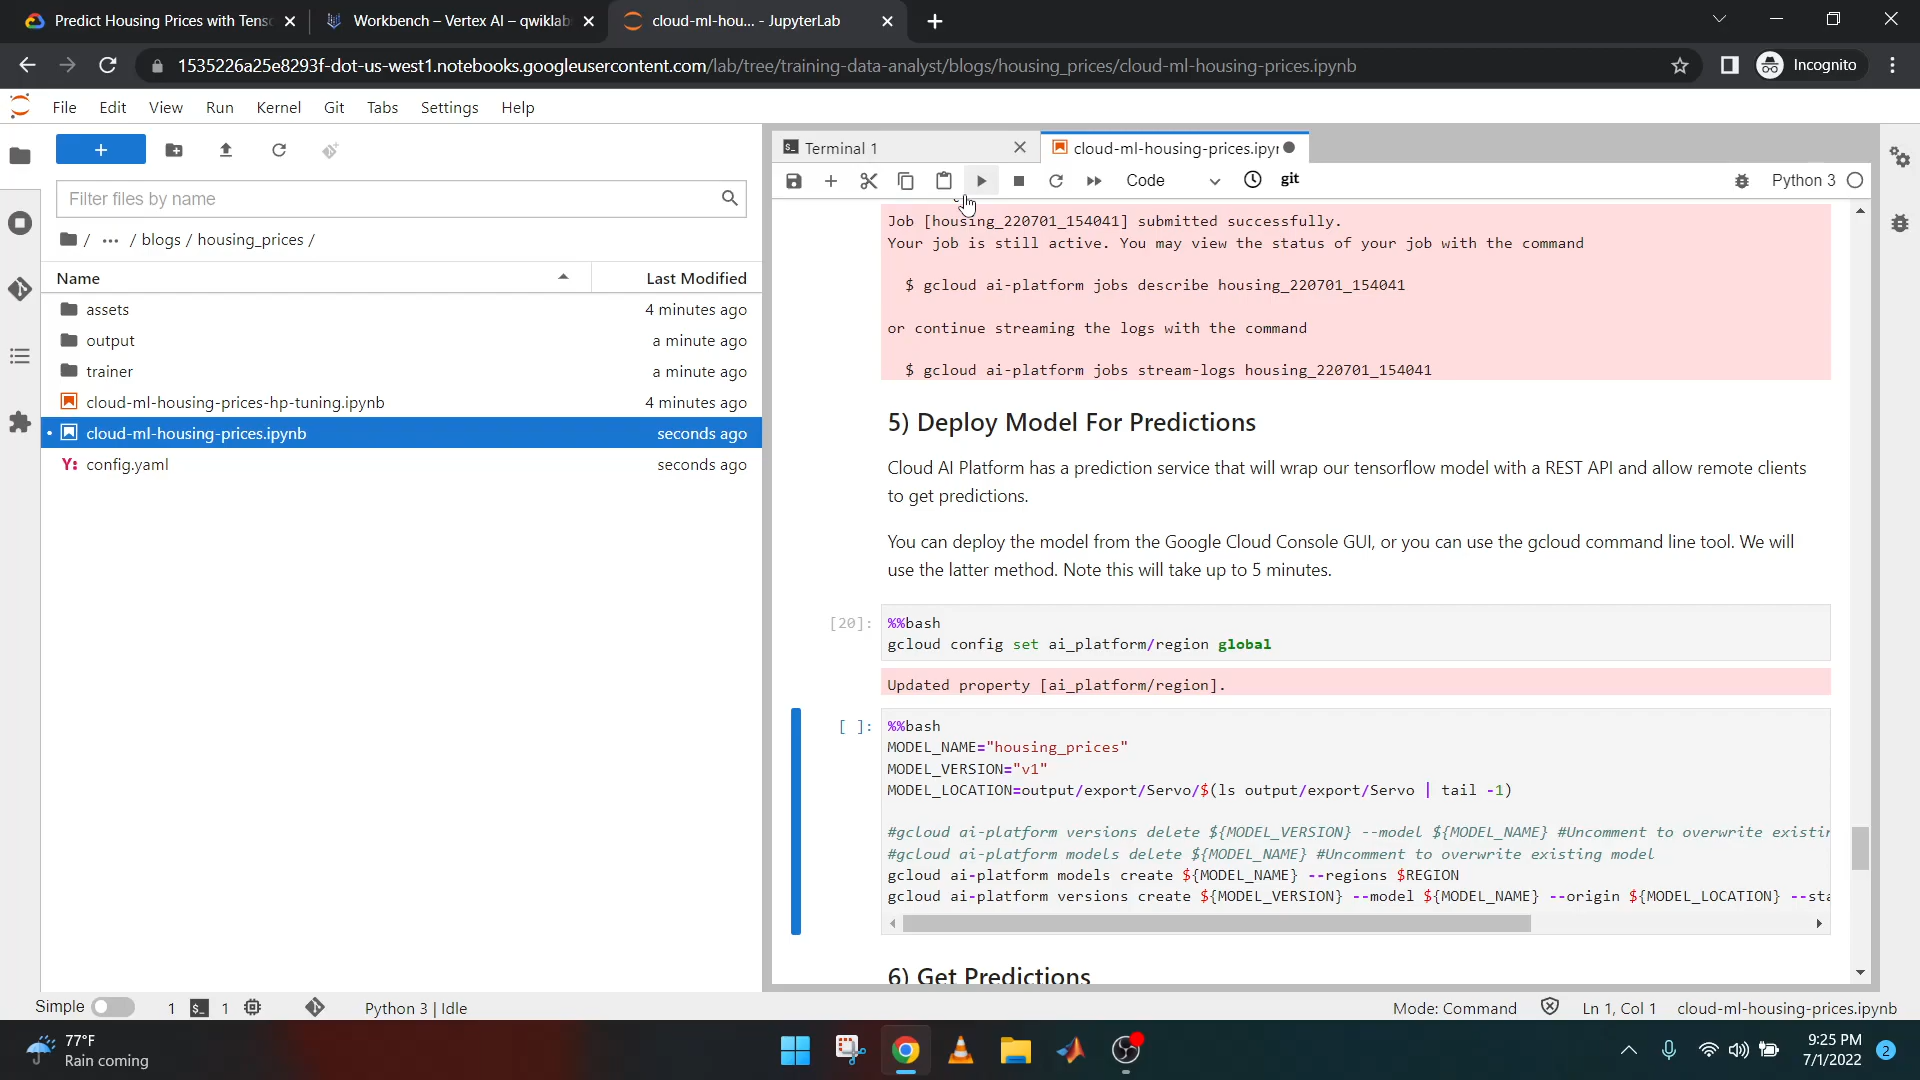 Predict Housing Prices with Tens
Workbench – Vertex AI – qwiklab
cloud-ml-hou... - JupyterLab
1535226a25e8293f-dot-us-west1.notebooks.googleusercontent.com/lab/tree/training-data-analyst/blogs/housing_prices/cloud-ml-housing-prices.ipynb
Incognito
File Edit View Run Kernel Git Tabs Settings Help
Terminal 1
cloud-ml-housing-prices.ipyn
Code
git
Python 3
Filter files by name
/ ... / blogs / housing_prices /
Name Last Modified
assets 4 minutes ago
output a minute ago
trainer a minute ago
cloud-ml-housing-prices-hp-tuning.ipynb 4 minutes ago
cloud-ml-housing-prices.ipynb seconds ago
Y: config.yaml seconds ago
Job [housing_220701_154041] submitted successfully.
Your job is still active. You may view the status of your job with the command
$ gcloud ai-platform jobs describe housing_220701_154041
or continue streaming the logs with the command
$ gcloud ai-platform jobs stream-logs housing_220701_154041
5) Deploy Model For Predictions
Cloud AI Platform has a prediction service that will wrap our tensorflow model with a REST API and allow remote clients
to get predictions.
You can deploy the model from the Google Cloud Console GUI, or you can use the gcloud command line tool. We will
use the latter method. Note this will take up to 5 minutes.
[20]: %%bash
gcloud config set ai_platform/region global
Updated property [ai_platform/region].
[ ]: %%bash
MODEL_NAME="housing_prices"
MODEL_VERSION="v1"
MODEL_LOCATION=output/export/Servo/$(ls output/export/Servo | tail -1)
#gcloud ai-platform versions delete ${MODEL_VERSION} --model ${MODEL_NAME} #Uncomment to overwrite existin
#gcloud ai-platform models delete ${MODEL_NAME} #Uncomment to overwrite existing model
gcloud ai-platform models create ${MODEL_NAME} --regions $REGION
gcloud ai-platform versions create ${MODEL_VERSION} --model ${MODEL_NAME} --origin ${MODEL_LOCATION} --sta
6) Get Predictions
Simple 1 $_ 1 Python 3 | Idle
Mode: Command Ln 1, Col 1 cloud-ml-housing-prices.ipynb
77°F
Rain coming
9:25 PM
7/1/2022
2